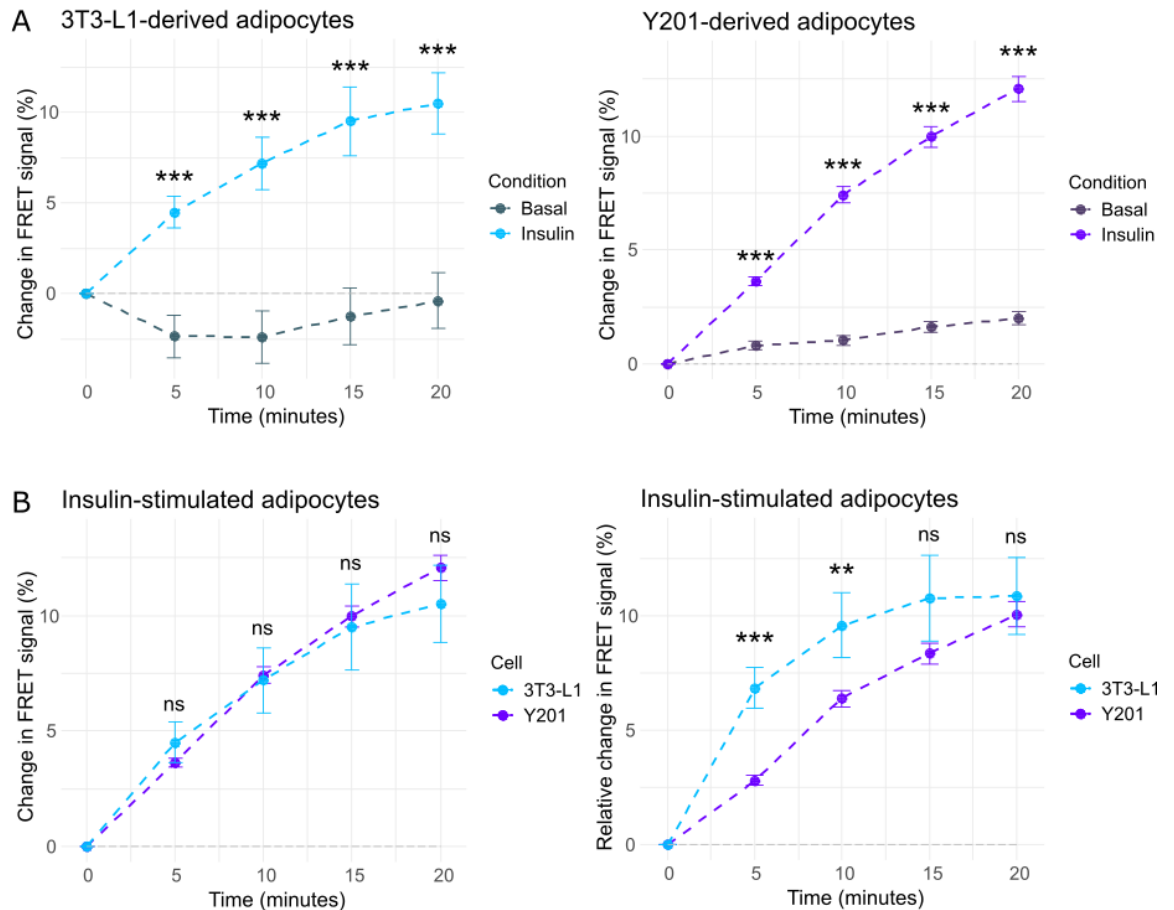 A
3T3-L1-derived adipocytes
Change in FRET signal (%)
10
5
0
*** *** *** *** ***
0 5 10 15 20
Time (minutes)
Condition
Basal
Insulin
Y201-derived adipocytes
Change in FRET signal (%)
10
5
0
*** *** *** *** ***
0 5 10 15 20
Time (minutes)
Condition
Basal
Insulin
B
Insulin-stimulated adipocytes
Change in FRET signal (%)
10
5
0
ns ns ns ns
0 5 10 15 20
Time (minutes)
Cell
3T3-L1
Y201
Insulin-stimulated adipocytes
Relative change in FRET signal (%)
10
5
0
*** ** ns ns
0 5 10 15 20
Time (minutes)
Cell
3T3-L1
Y201